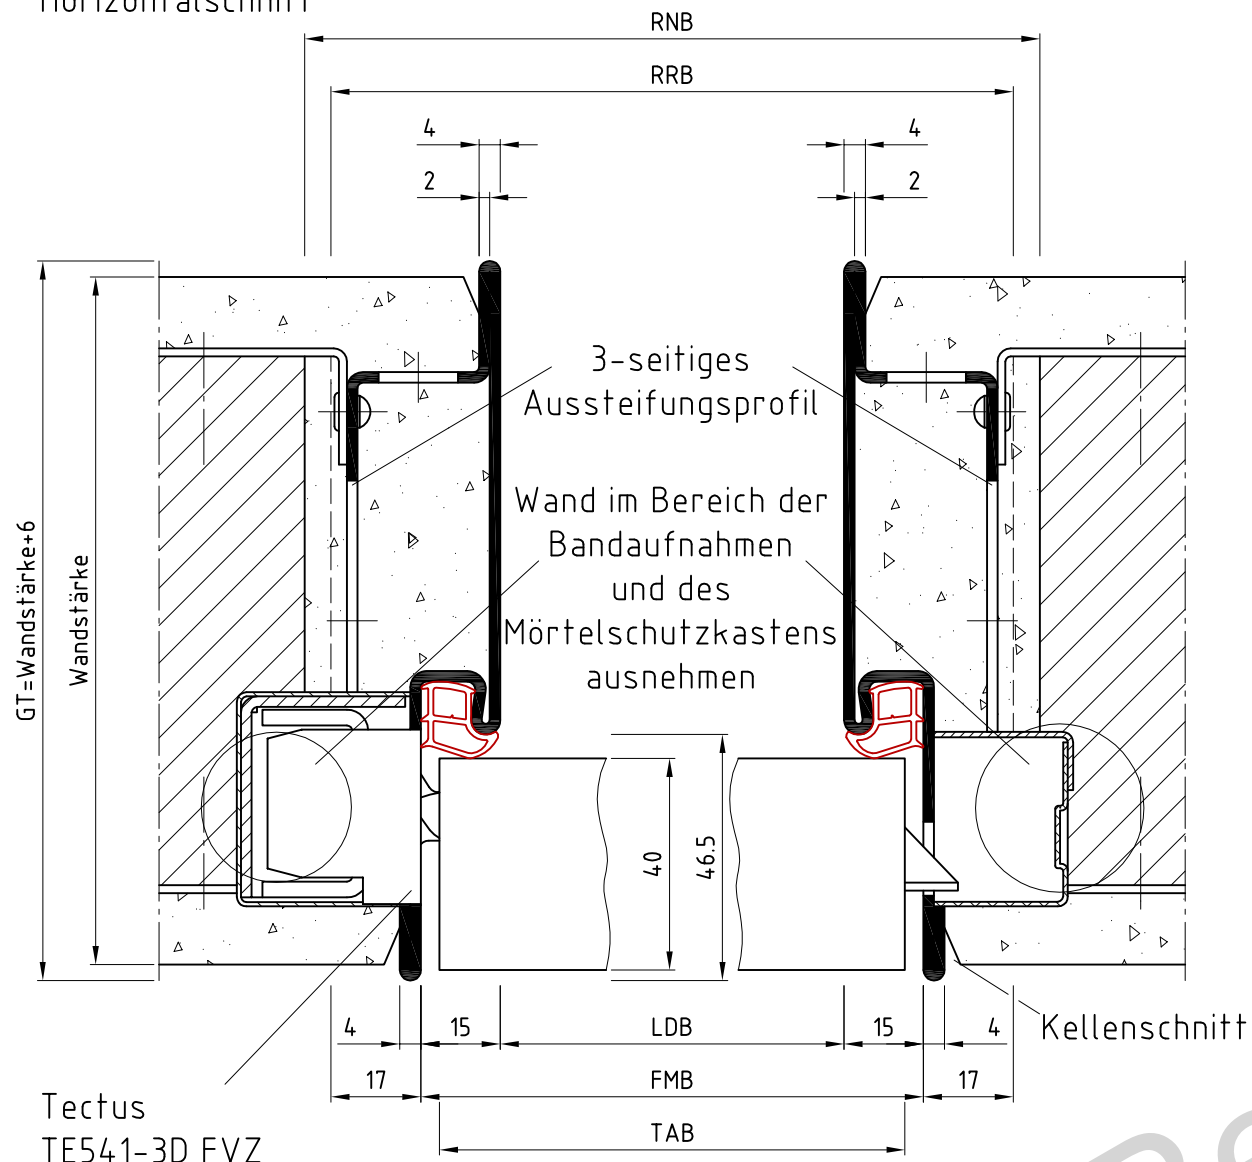 Horizontalschnitt
RNB
RRB
4
4
2
2
3-seitiges
Aussteifungsprofil
Wand im Bereich der
Bandaufnahmen
und des
Mörtelschutzkastens
ausnehmen
GT=Wandstärke+6
Wandstärke
40
46.5
4
15
LDB
15
4
Kellenschnitt
17
FMB
17
TAB
Tectus
TE541-3D FVZ